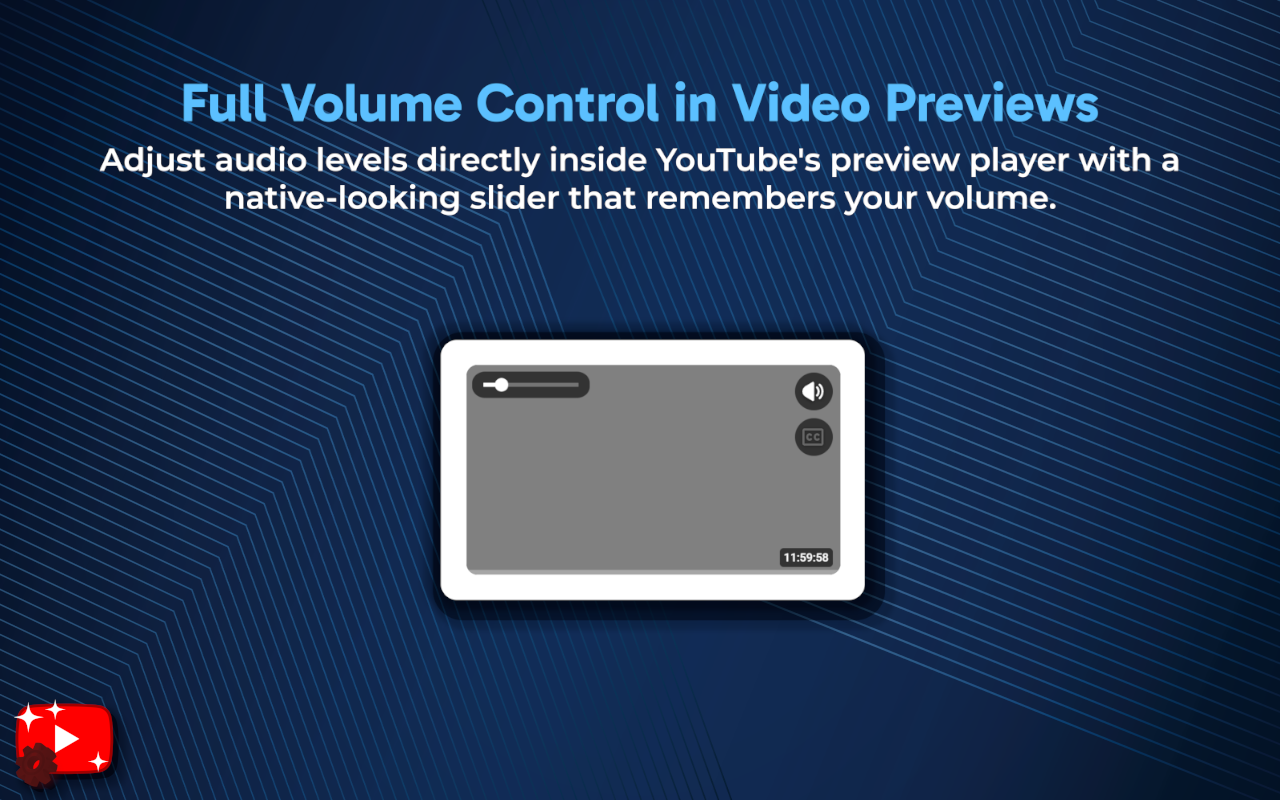 Full Volume Control in Video Previews
Adjust audio levels directly inside YouTube's preview player with a
native-looking slider that remembers your volume.
CC
11:59:58